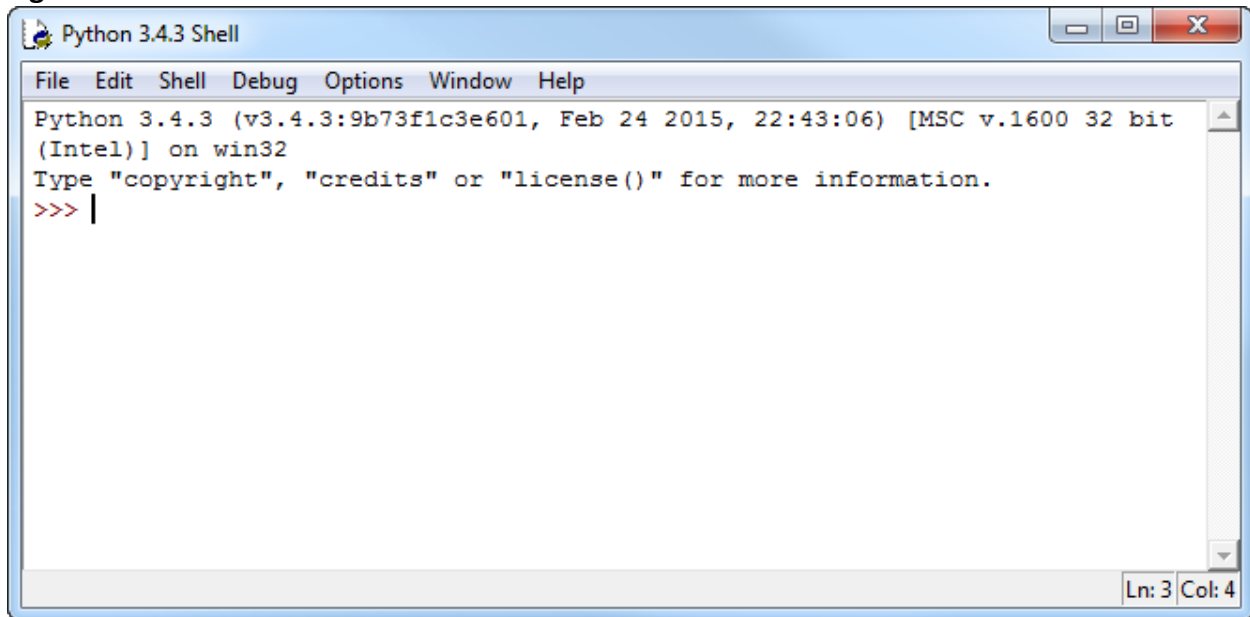 Python 3.4.3 Shell
File Edit Shell Debug Options Window Help
Python 3.4.3 (v3.4.3:9b73f1c3e601, Feb 24 2015, 22:43:06) [MSC v.1600 32 bit
(Intel)] on win32
Type "copyright", "credits" or "license()" for more information.
>>>
Ln: 3 Col: 4